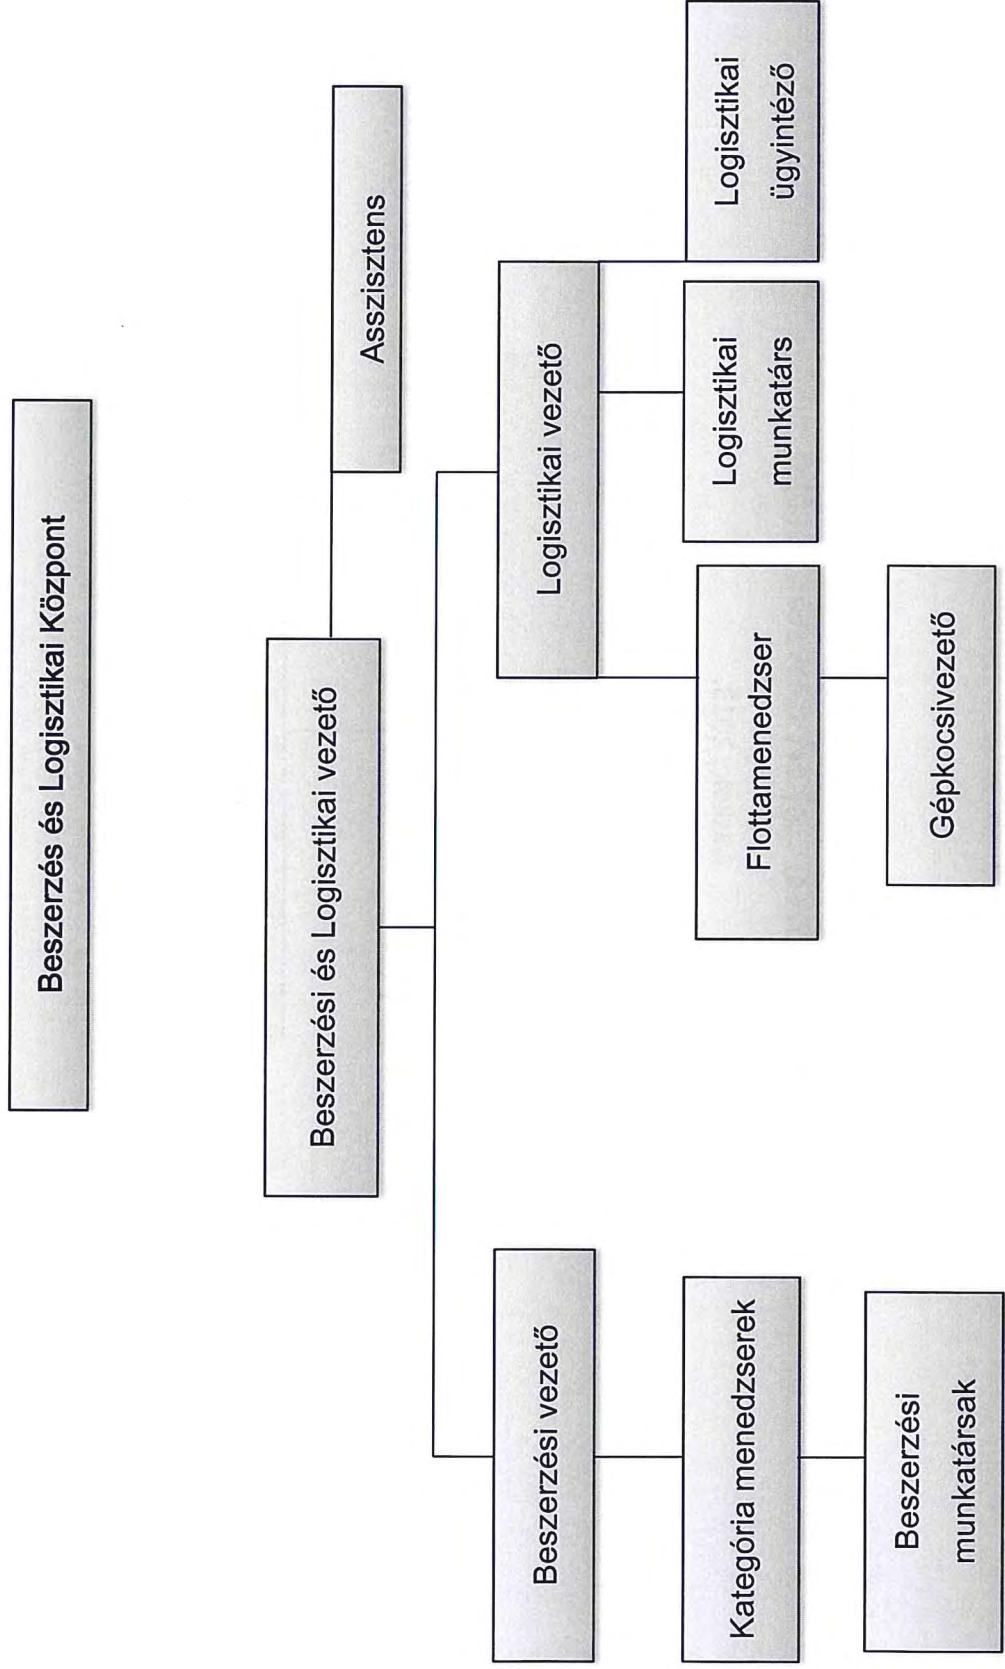 Beszerzés és Logisztikai Központ
Beszerzési és Logisztikai vezető
Asszisztens
Beszerzési vezető
Logisztikai vezető
Kategória menedzserek
Flottamenedzser
Logisztikai
munkatárs
Logisztikai
ügyintéző
Beszerzési
munkatársak
Gépkocsivezető